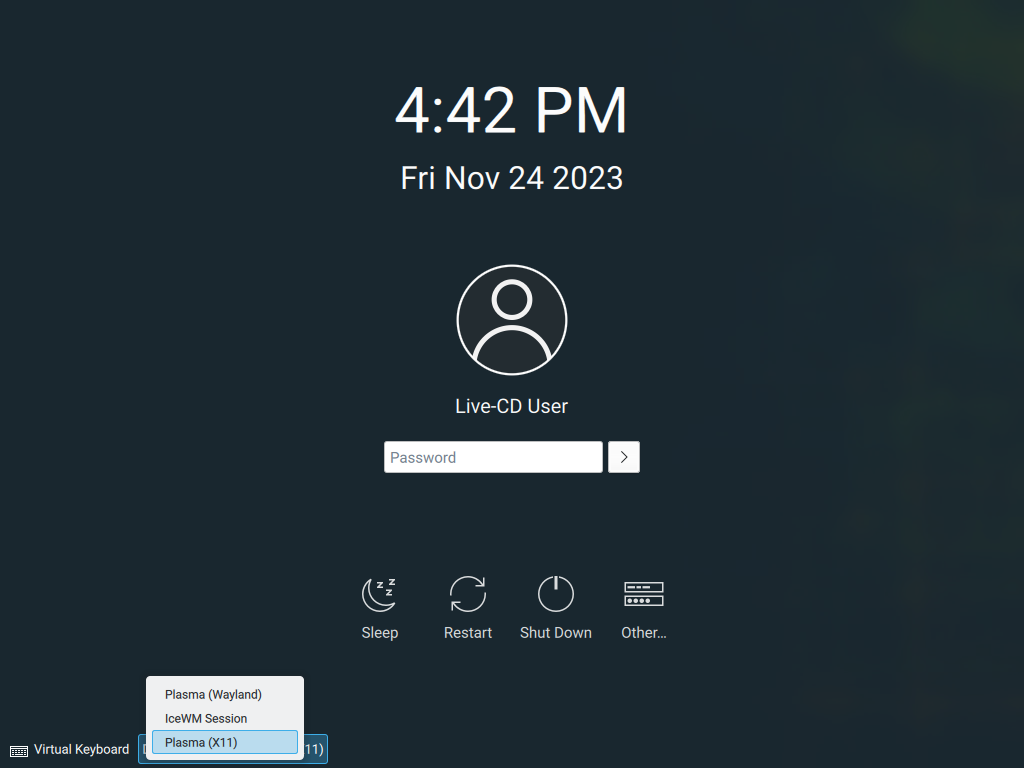 4:42 PM
Fri Nov 24 2023
Live-CD User
Password
Sleep
Restart
Shut Down
Other...
Plasma (Wayland)
IceWM Session
Plasma (X11)
Virtual Keyboard
11)